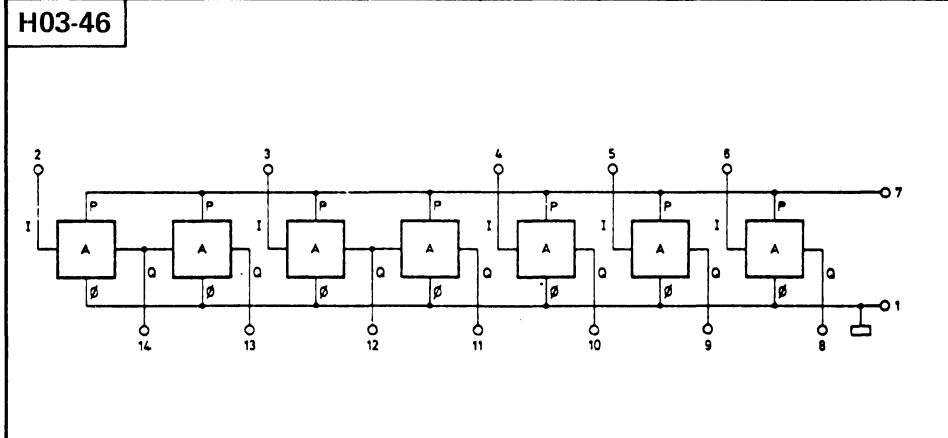 H03-46
2 3 4 5 6
P P P P P P P 7
I I I I I
A A A A A A A
Q Q Q Q Q Q Q
Ø Ø Ø Ø Ø Ø Ø 1
14 13 12 11 10 9 8